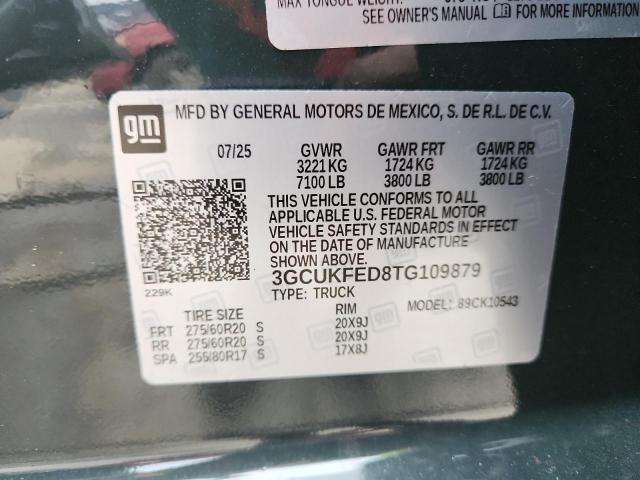 SEE OWNER'S MANUAL FOR MORE INFORMATION
gm
MFD BY GENERAL MOTORS DE MEXICO, S. DE R.L. DE C.V.
07/25 GVWR GAWR FRT GAWR RR
3221 KG 1724 KG 1724 KG
7100 LB 3800 LB 3800 LB
THIS VEHICLE CONFORMS TO ALL
APPLICABLE U.S. FEDERAL MOTOR
VEHICLE SAFETY STANDARDS IN EFFECT
ON THE DATE OF MANUFACTURE
SHOWN ABOVE.
3GCUKFED8TG109879
229K
TYPE: TRUCK MODEL: 89CK10543
TIRE SIZE RIM
FRT 275/60R20 S 20X9J
RR 275/60R20 S 20X9J
SPA 255/80R17 S 17X8J